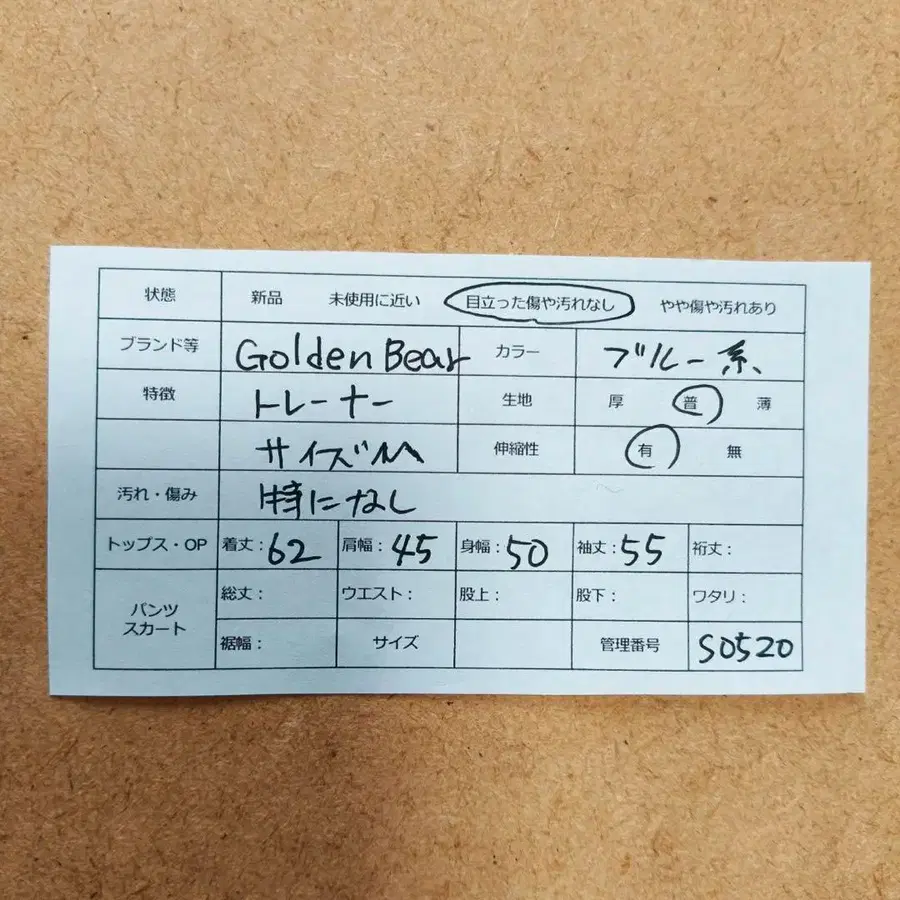 状態 新品 未使用に近い 目立った傷や汚れなし やや傷や汚れあり
ブランド等 Golden Bear カラー ブルー系、
特徴 トレーナー 生地 厚 普 薄
サイズM 伸縮性 有 無
汚れ・傷み 特になし
トップス・OP 着丈：62 肩幅：45 身幅：50 袖丈：55 裄丈：
パンツ スカート 総丈： ウエスト： 股上： 股下： ワタリ：
裾幅： サイズ 管理番号 S0520